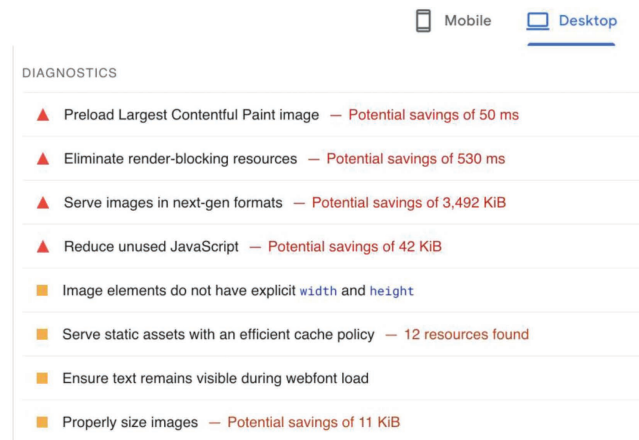 Mobile Desktop
DIAGNOSTICS
Preload Largest Contentful Paint image — Potential savings of 50 ms
Eliminate render-blocking resources — Potential savings of 530 ms
Serve images in next-gen formats — Potential savings of 3,492 KiB
Reduce unused JavaScript — Potential savings of 42 KiB
Image elements do not have explicit width and height
Serve static assets with an efficient cache policy — 12 resources found
Ensure text remains visible during webfont load
Properly size images — Potential savings of 11 KiB